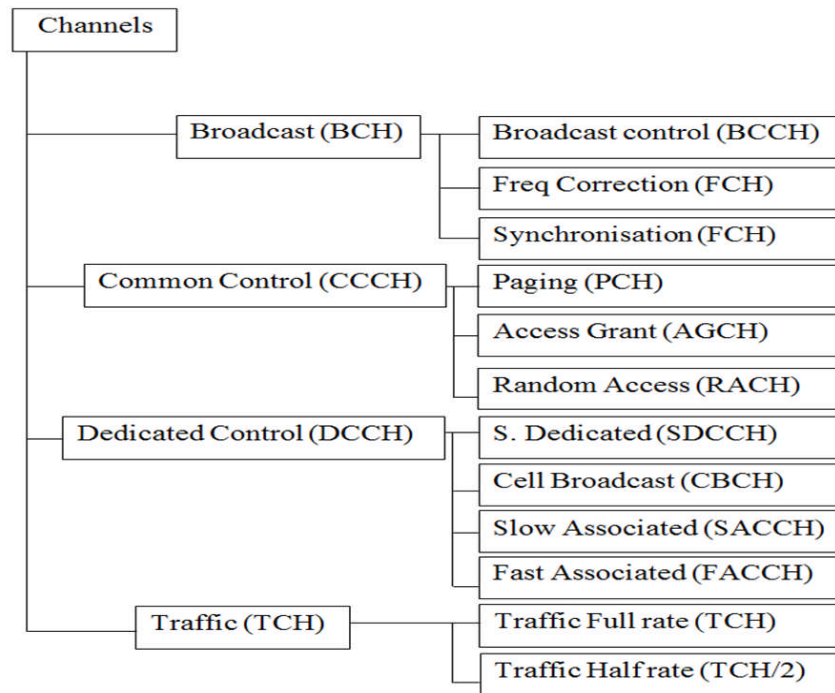 Channels
Broadcast (BCH)
Broadcast control (BCCH)
Freq Correction (FCH)
Synchronisation (FCH)
Common Control (CCCH)
Paging (PCH)
Access Grant (AGCH)
Random Access (RACH)
Dedicated Control (DCCH)
S. Dedicated (SDCCH)
Cell Broadcast (CBCH)
Slow Associated (SACCH)
Fast Associated (FACCH)
Traffic (TCH)
Traffic Full rate (TCH)
Traffic Half rate (TCH/2)